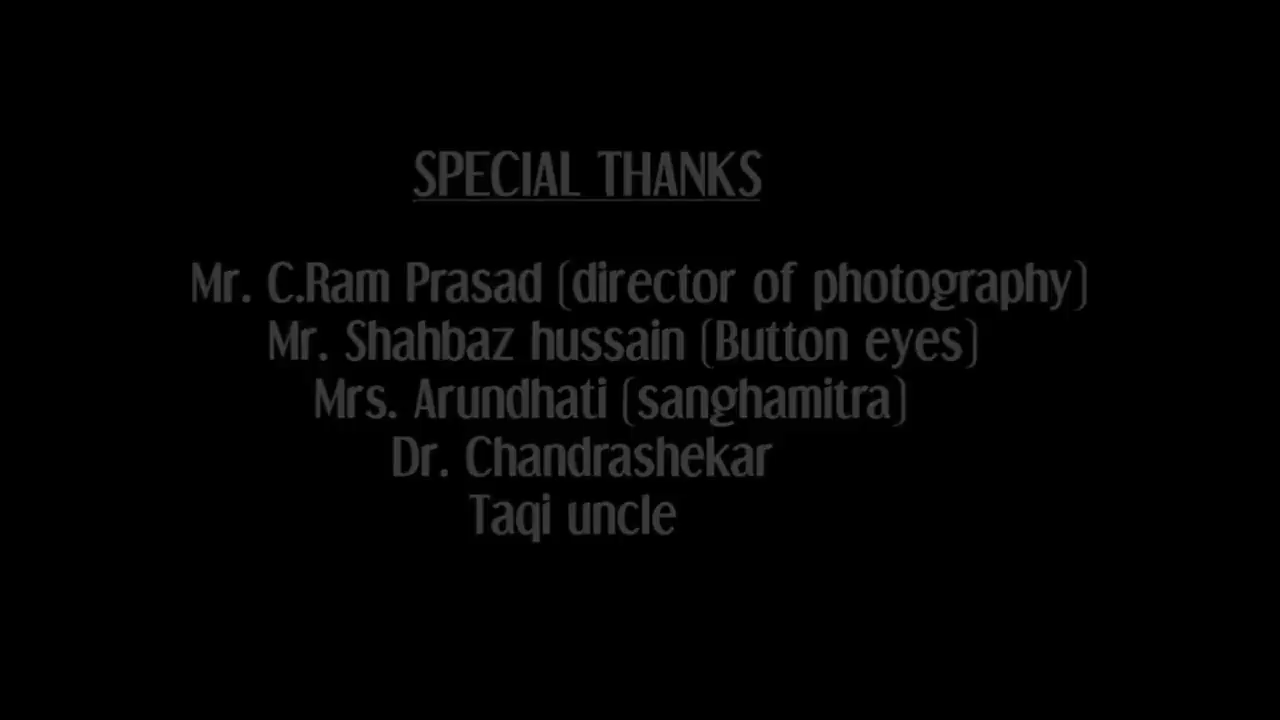 SPECIAL THANKS
Mr. C.Ram Prasad (director of photography)
Mr. Shahbaz hussain (Button eyes)
Mrs. Arundhati (sanghamitra)
Dr. Chandrashekar
Taqi uncle